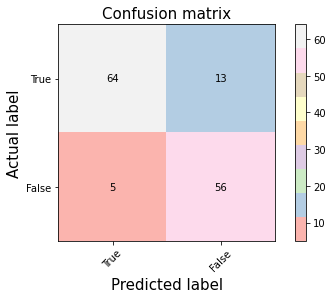 Confusion matrix
60
True
64
13
50
40
Actual label
30
20
False
5
56
10
True
False
Predicted label